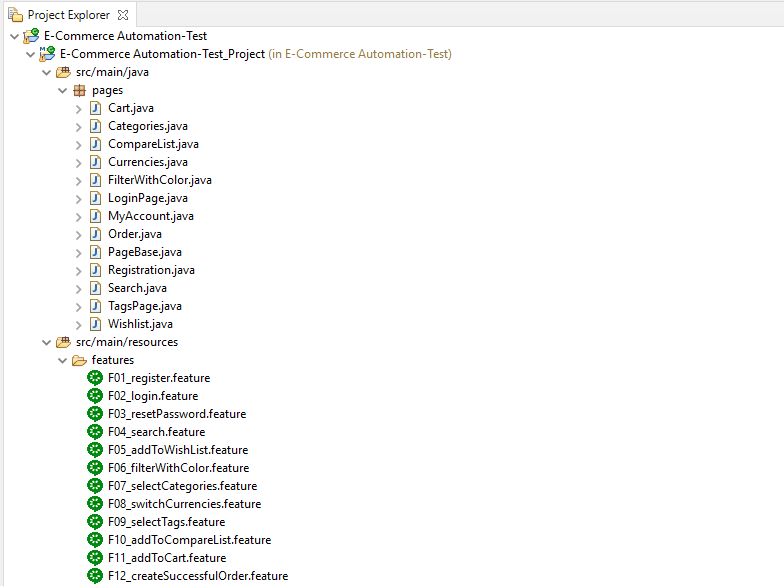 Project Explorer
E-Commerce Automation-Test
E-Commerce Automation-Test_Project (in E-Commerce Automation-Test)
src/main/java
pages
Cart.java
Categories.java
CompareList.java
Currencies.java
FilterWithColor.java
LoginPage.java
MyAccount.java
Order.java
PageBase.java
Registration.java
Search.java
TagsPage.java
Wishlist.java
src/main/resources
features
F01_register.feature
F02_login.feature
F03_resetPassword.feature
F04_search.feature
F05_addToWishList.feature
F06_filterWithColor.feature
F07_selectCategories.feature
F08_switchCurrencies.feature
F09_selectTags.feature
F10_addToCompareList.feature
F11_addToCart.feature
F12_createSuccessfulOrder.feature